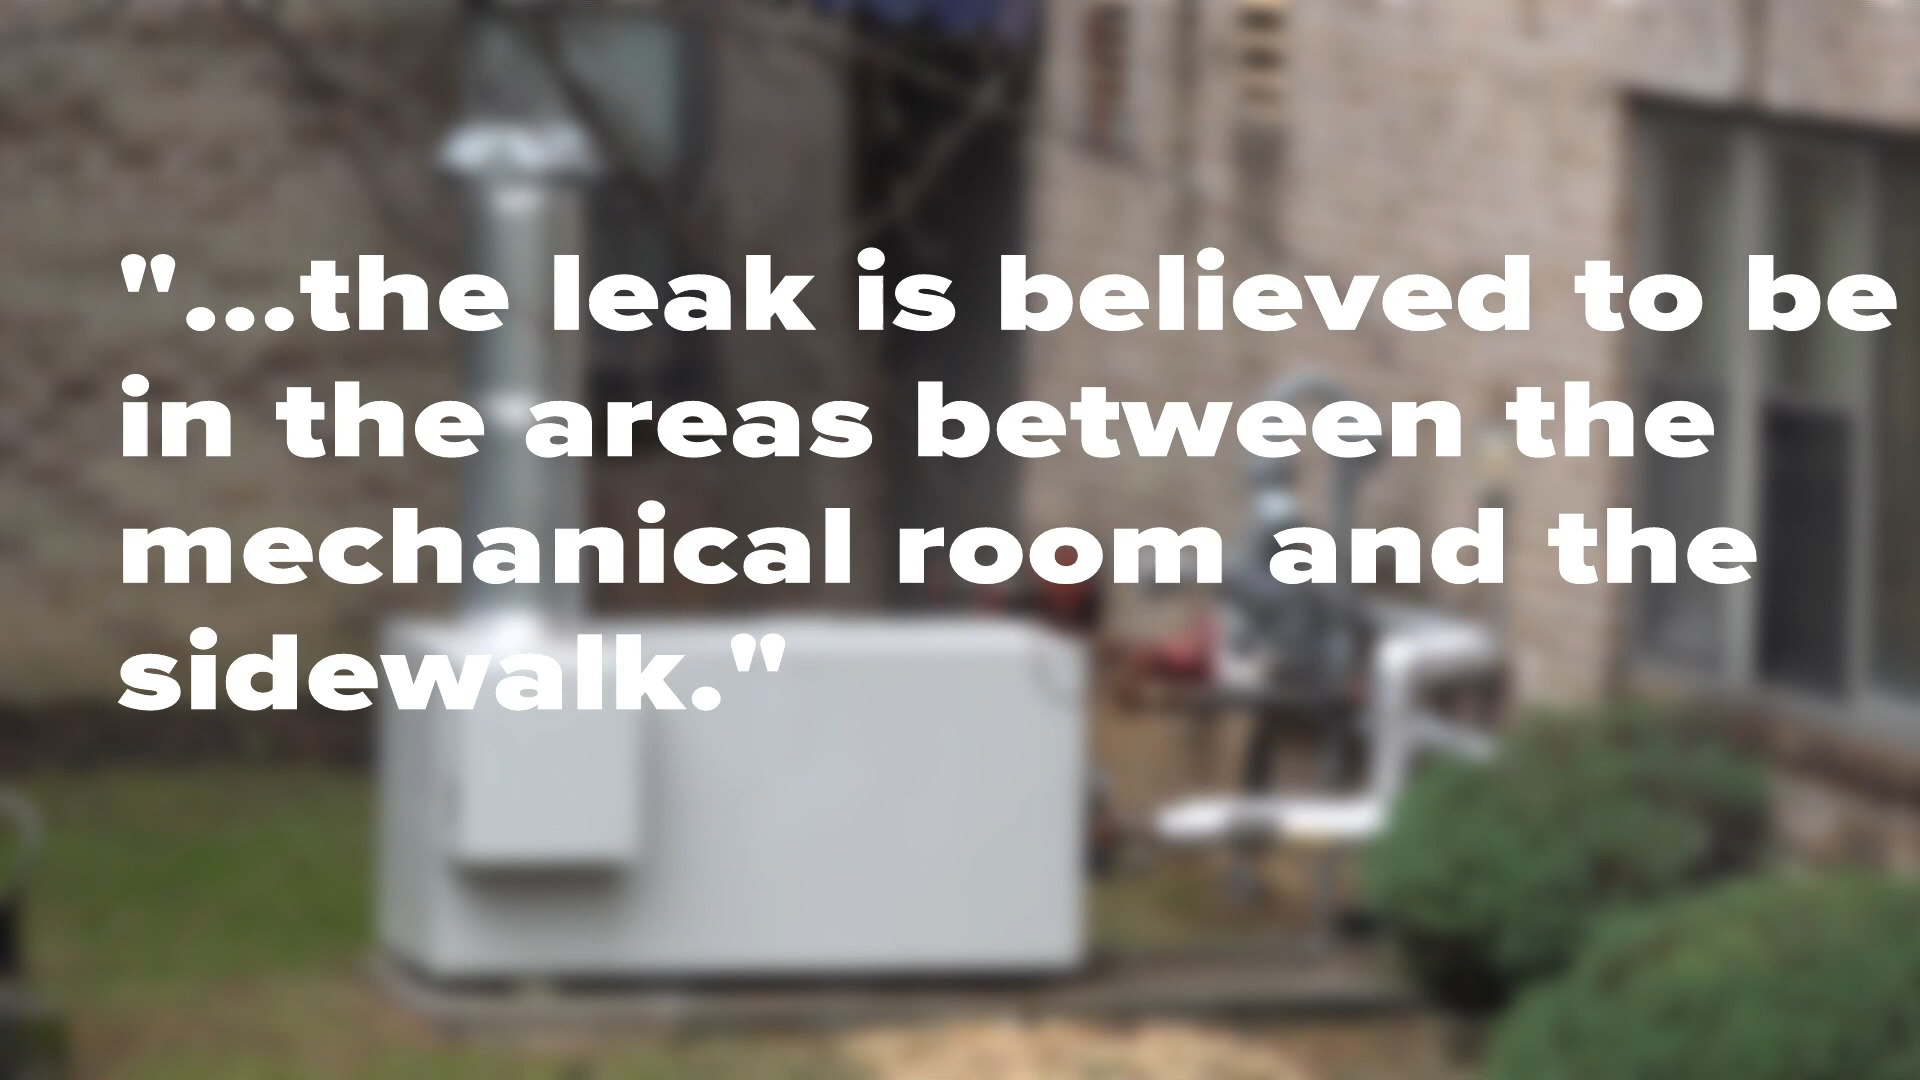 "...the leak is believed to be
in the areas between the
mechanical room and the
sidewalk."